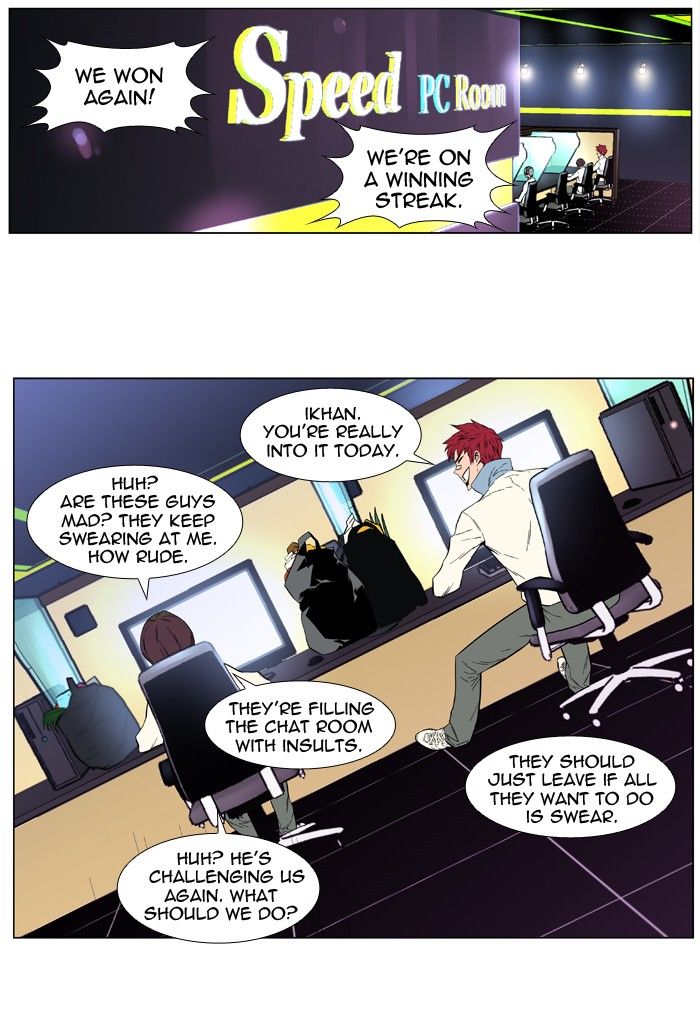 WE WON
AGAIN!
Speed PC Room
WE'RE ON
A WINNING
STREAK.
IKHAN.
YOU'RE REALLY
INTO IT TODAY.
HUH?
ARE THESE GUYS
MAD? THEY KEEP
SWEARING AT ME.
HOW RUDE.
THEY'RE FILLING
THE CHAT ROOM
WITH INSULTS.
THEY SHOULD
JUST LEAVE IF ALL
THEY WANT TO DO
IS SWEAR.
HUH? HE'S
CHALLENGING US
AGAIN. WHAT
SHOULD WE DO?